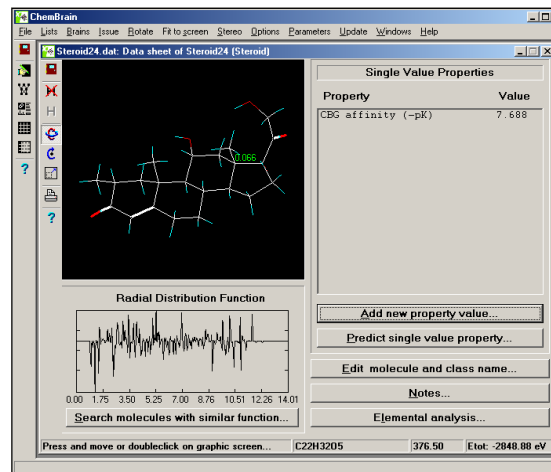 ChemBrain
File Lists Brains Issue Rotate Fit to screen Stereo Options Parameters Update Windows Help
Steroid24.dat: Data sheet of Steroid24 (Steroid)
Single Value Properties
Property Value
CBG affinity (-pK) 7.688
H
0.066
?
?
Radial Distribution Function
0.00 1.75 3.50 5.25 7.00 8.75 10.51 12.26 14.01
Search molecules with similar function...
Add new property value...
Predict single value property...
Edit molecule and class name...
Notes...
Elemental analysis...
Press and move or doubleclick on graphic screen... C22H32O5 376.50 Etot: -2848.88 eV